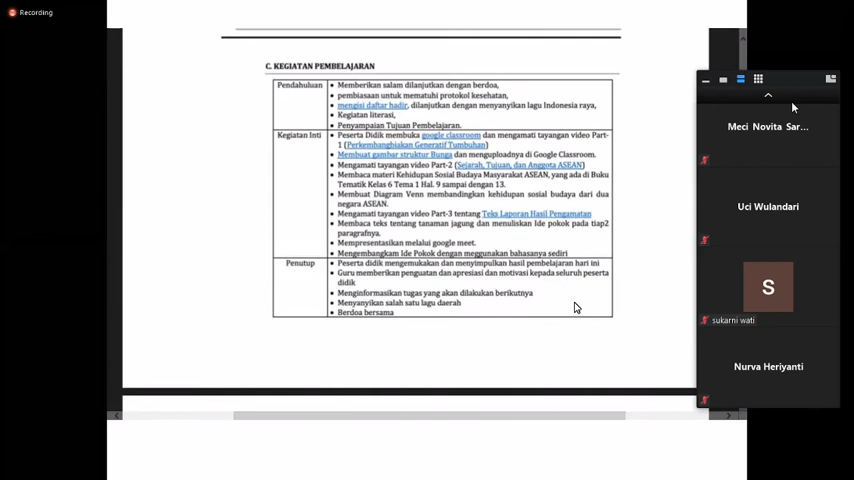 Recording
C. KEGIATAN PEMBELAJARAN
Pendahuluan
• Memberikan salam dilanjutkan dengan berdoa,
• pembiasaan untuk mematuhi protokol kesehatan,
• mengisi daftar hadir, dilanjutkan dengan menyanyikan lagu Indonesia raya,
• Kegiatan literasi,
• Penyampaian Tujuan Pembelajaran.
Kegiatan Inti
• Peserta Didik membuka google classroom dan mengamati tayangan video Part-
1 (Perkembangbiakan Generatif Tumbuhan)
• Membuat gambar struktur Bunga dan menguploadnya di Google Classroom.
• Mengamati tayangan video Part-2 (Sejarah, Tujuan, dan Anggota ASEAN)
• Membaca materi Kehidupan Sosial Budaya Masyarakat ASEAN, yang ada di Buku
Tematik Kelas 6 Tema 1 Hal. 9 sampai dengan 13.
• Membuat Diagram Venn membandingkan kehidupan sosial budaya dari dua
negara ASEAN.
• Mengamati tayangan video Part-3 tentang Teks Laporan Hasil Pengamatan
• Membaca teks tentang tanaman jagung dan menuliskan Ide pokok pada tiap2
paragrafnya.
• Mempresentasikan melalui google meet.
• Mengembangkam Ide Pokok dengan meggunakan bahasanya sediri
Penutup
• Peserta didik mengemukakan dan menyimpulkan hasil pembelajaran hari ini
• Guru memberikan penguatan dan apresiasi dan motivasi kepada seluruh peserta
didik
• Menginformasikan tugas yang akan dilakukan berikutnya
• Menyanyikan salah satu lagu daerah
• Berdoa bersama
Meci Novita Sar...
Uci Wulandari
S
sukarni wati
Nurva Heriyanti